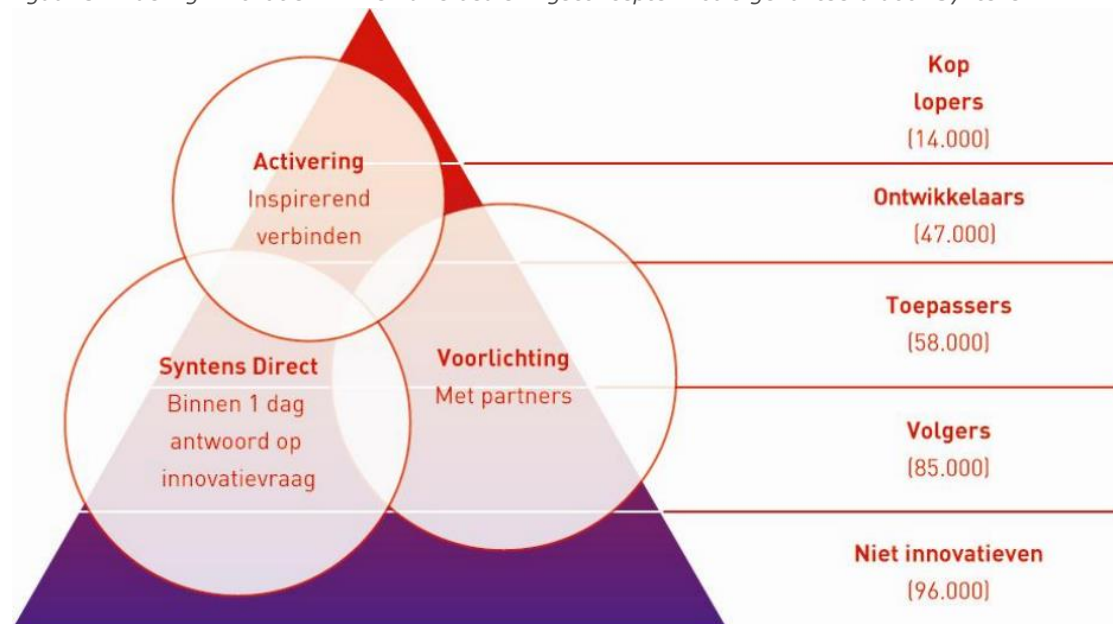 Kop
lopers
(14.000)
Activering
Inspirerend
verbinden
Ontwikkelaars
(47.000)
Toepassers
(58.000)
Syntens Direct
Binnen 1 dag
antwoord op
innovatievraag
Voorlichting
Met partners
Volgers
(85.000)
Niet innovatieven
(96.000)